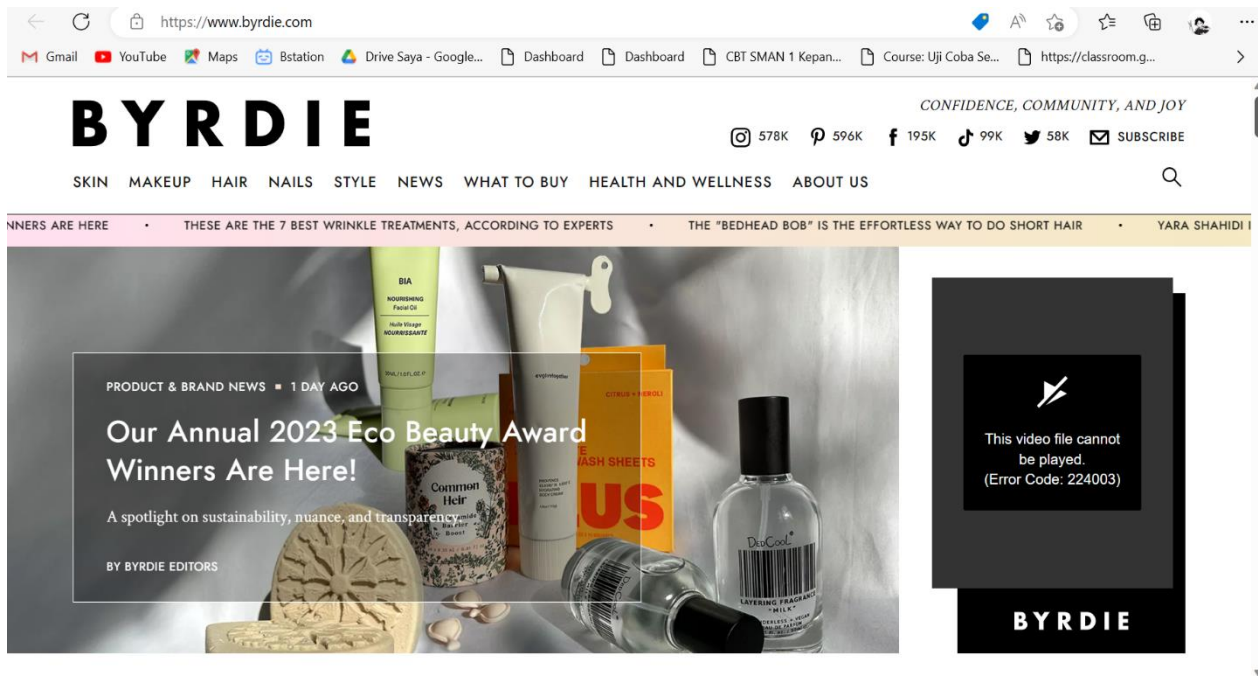 https://www.byrdie.com
Gmail YouTube Maps Bstation Drive Saya - Google... Dashboard Dashboard CBT SMAN 1 Kepan... Course: Uji Coba Se... https://classroom.g...
BYRDIE
CONFIDENCE, COMMUNITY, AND JOY
578K 596K 195K 99K 58K SUBSCRIBE
SKIN MAKEUP HAIR NAILS STYLE NEWS WHAT TO BUY HEALTH AND WELLNESS ABOUT US
NNERS ARE HERE • THESE ARE THE 7 BEST WRINKLE TREATMENTS, ACCORDING TO EXPERTS • THE "BEDHEAD BOB" IS THE EFFORTLESS WAY TO DO SHORT HAIR • YARA SHAHIDI
BIA
NOURISHING
Facial Oil
Huile Visage
NOURRISSANTE
CITRUS + NEROLI
PRODUCT & BRAND NEWS ▪ 1 DAY AGO
Our Annual 2023 Eco Beauty Award
Winners Are Here!
A spotlight on sustainability, nuance, and transparency.
BY BYRDIE EDITORS
WASH SHEETS
US
Common
Heir
Barrier
Boost
DedCool
LAYERING FRAGRANCE
"MILK"
This video file cannot
be played.
(Error Code: 224003)
BYRDIE